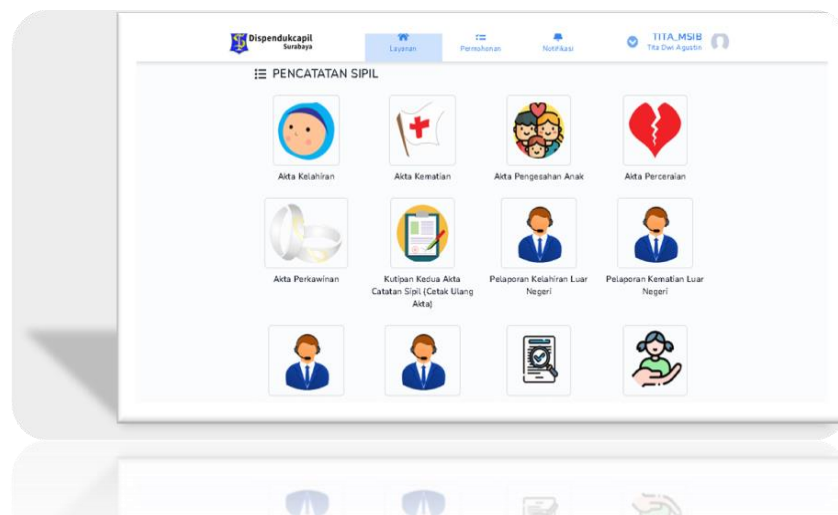 Dispendukcapil
Surabaya
Layanan
Permohonan
Notifikasi
TITA_MSIB
Tita Dwi Agustin
PENCATATAN SIPIL
Akta Kelahiran
Akta Kematian
Akta Pengesahan Anak
Akta Perceraian
Akta Perkawinan
Kutipan Kedua Akta
Catatan Sipil (Cetak Ulang
Akta)
Pelaporan Kelahiran Luar
Negeri
Pelaporan Kematian Luar
Negeri